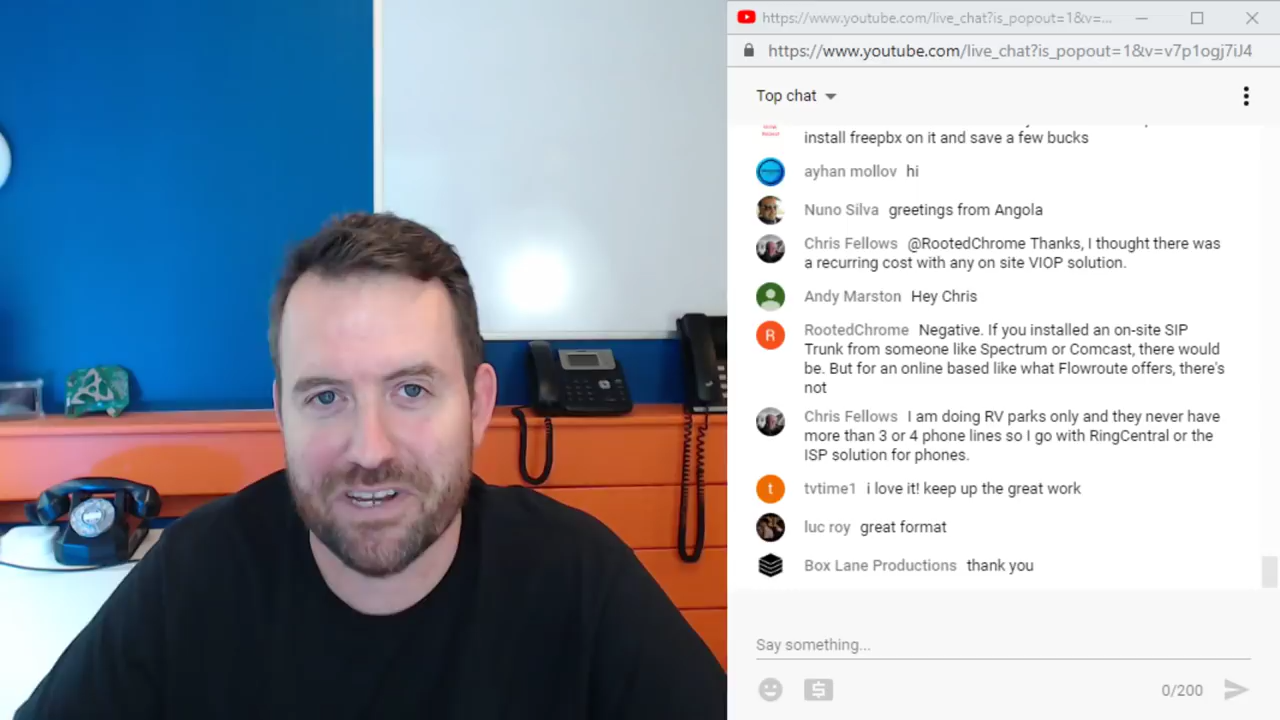 https://www.youtube.com/live_chat?is_popout=1&v=...
https://www.youtube.com/live_chat?is_popout=1&v=v7p1ogj7iJ4
Top chat
install freepbx on it and save a few bucks
ayhan mollov hi
Nuno Silva greetings from Angola
Chris Fellows @RootedChrome Thanks, I thought there was
a recurring cost with any on site VIOP solution.
Andy Marston Hey Chris
R
RootedChrome Negative. If you installed an on-site SIP
Trunk from someone like Spectrum or Comcast, there would
be. But for an online based like what Flowroute offers, there's
not
Chris Fellows I am doing RV parks only and they never have
more than 3 or 4 phone lines so I go with RingCentral or the
ISP solution for phones.
t
tvtime1 i love it! keep up the great work
luc roy great format
Box Lane Productions thank you
Say something...
0/200